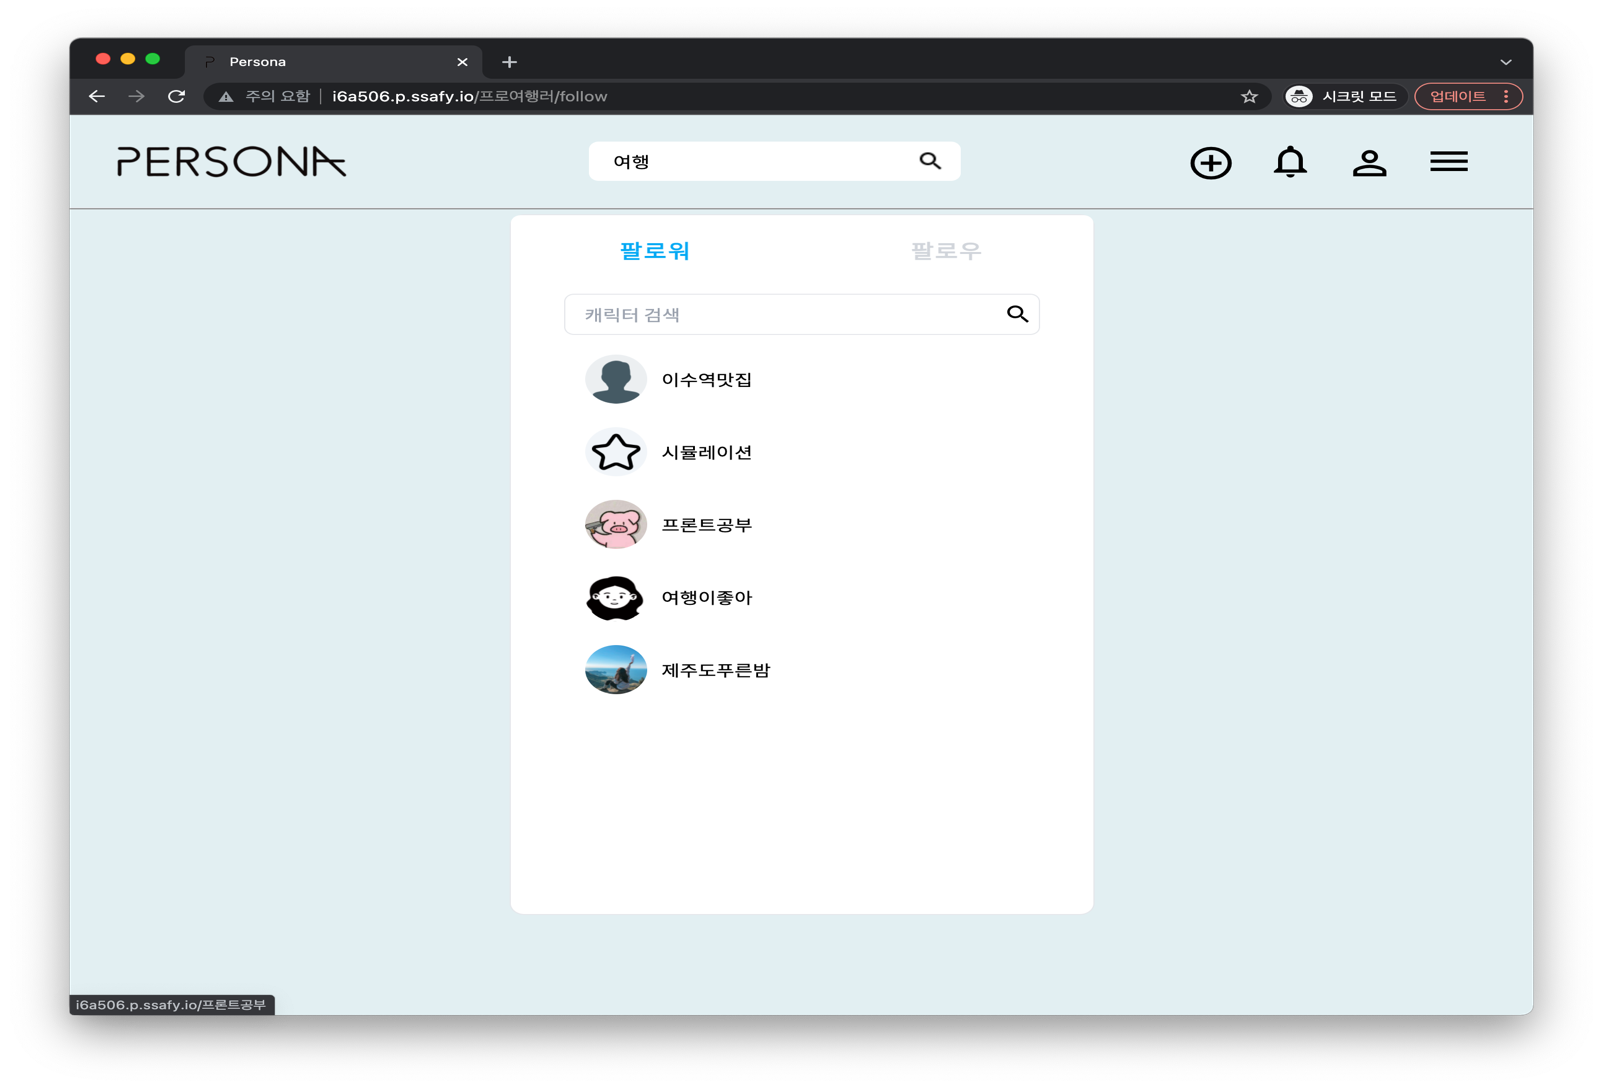 Persona
주의 요함 | i6a506.p.ssafy.io/프로여행러/follow
시크릿 모드
업데이트
PERSONA
여행
팔로워
팔로우
캐릭터 검색
이수역맛집
시뮬레이션
프론트공부
여행이좋아
제주도푸른밤
i6a506.p.ssafy.io/프론트공부